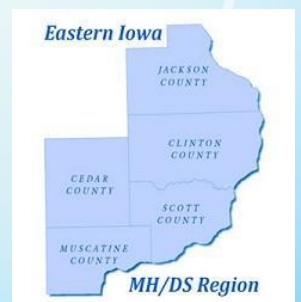 Eastern Iowa
JACKSON
COUNTY
CLINTON
COUNTY
CEDAR
COUNTY
SCOTT
COUNTY
MUSCATINE
COUNTY
MH/DS Region